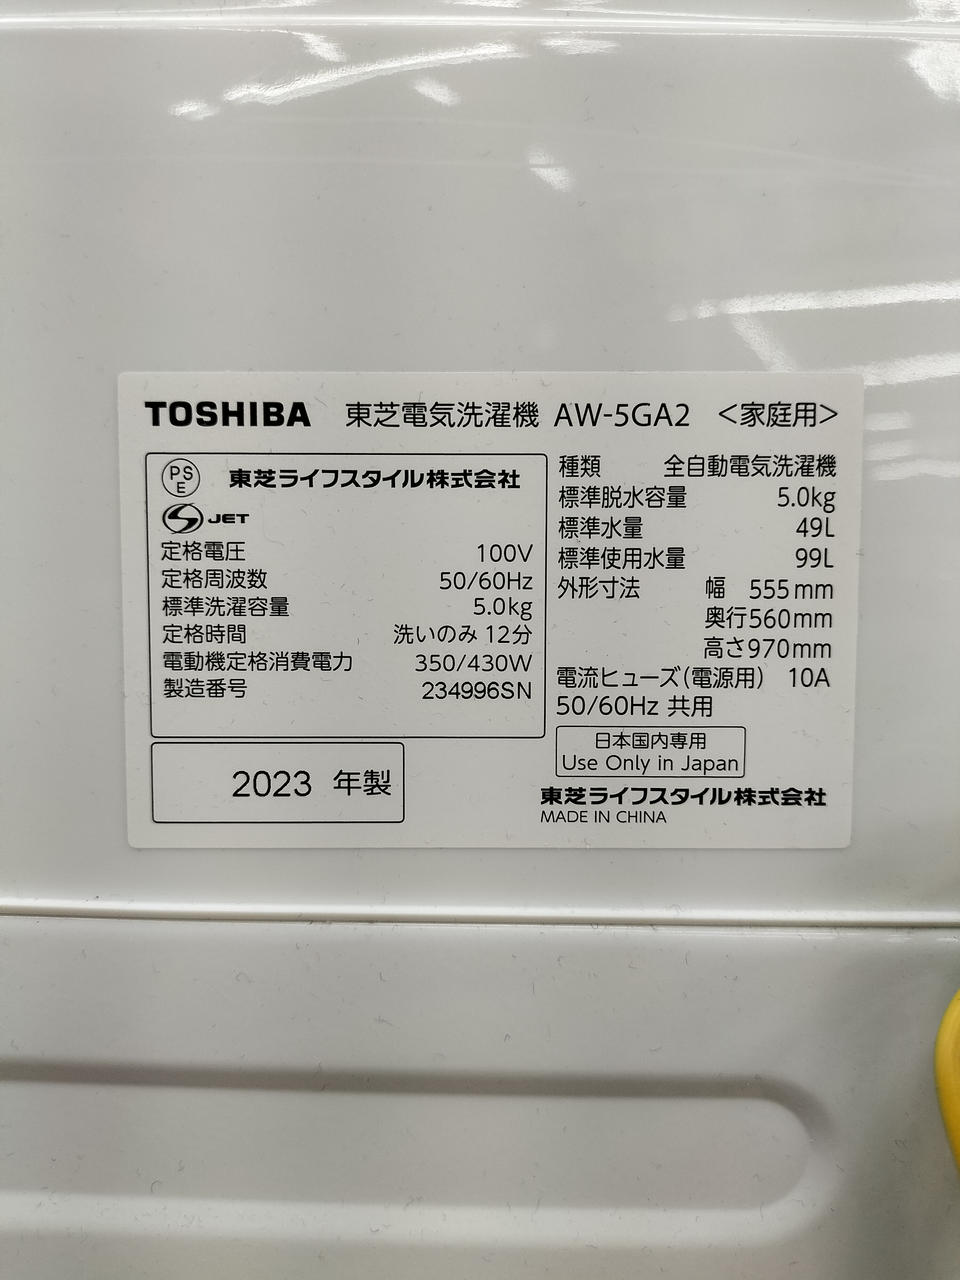 TOSHIBA 東芝電気洗濯機 AW-5GA2 <家庭用>
PSE 東芝ライフスタイル株式会社
S JET
定格電圧 100V
定格周波数 50/60Hz
標準洗濯容量 5.0kg
定格時間 洗いのみ 12分
電動機定格消費電力 350/430W
製造番号 234996SN
2023 年製
種類 全自動電気洗濯機
標準脱水容量 5.0kg
標準水量 49L
標準使用水量 99L
外形寸法 幅 555mm
奥行560mm
高さ970mm
電流ヒューズ(電源用) 10A
50/60Hz 共用
日本国内専用
Use Only in Japan
東芝ライフスタイル株式会社
MADE IN CHINA